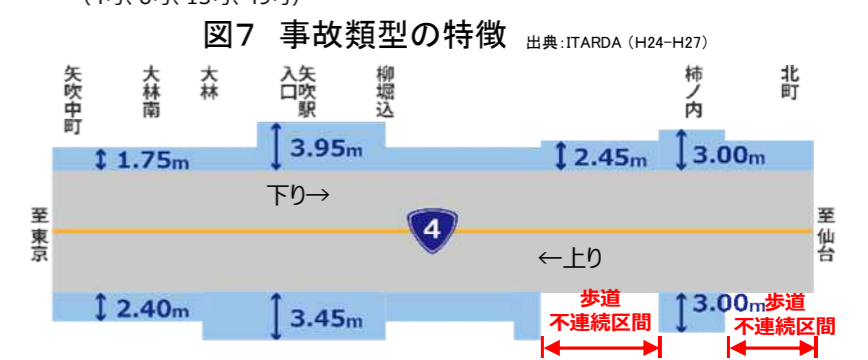 図7 事故類型の特徴 出典:ITARDA (H24-H27)
矢吹中町
大林南
大林
矢吹駅入口
柳堀込
柿ノ内
北町
1.75m
3.95m
2.45m
3.00m
下り→
至東京
4
至仙台
←上り
2.40m
3.45m
歩道
不連続区間
3.00m
歩道
不連続区間